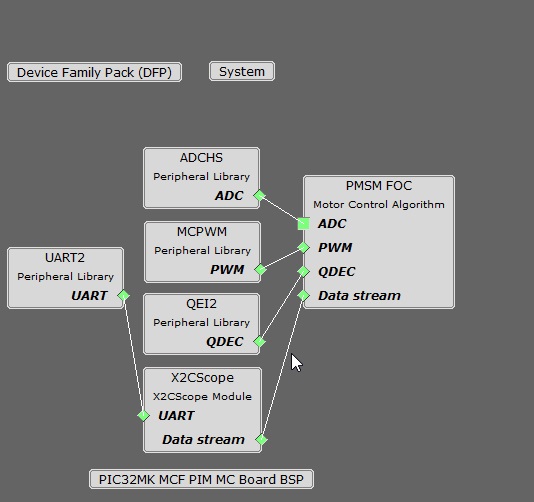 Device Family Pack (DFP)
System
ADCHS
Peripheral Library
ADC
MCPWM
Peripheral Library
PWM
QEI2
Peripheral Library
QDEC
PMSM FOC
Motor Control Algorithm
ADC
PWM
QDEC
Data stream
UART2
Peripheral Library
UART
X2CScope
X2CScope Module
UART
Data stream
PIC32MK MCF PIM MC Board BSP